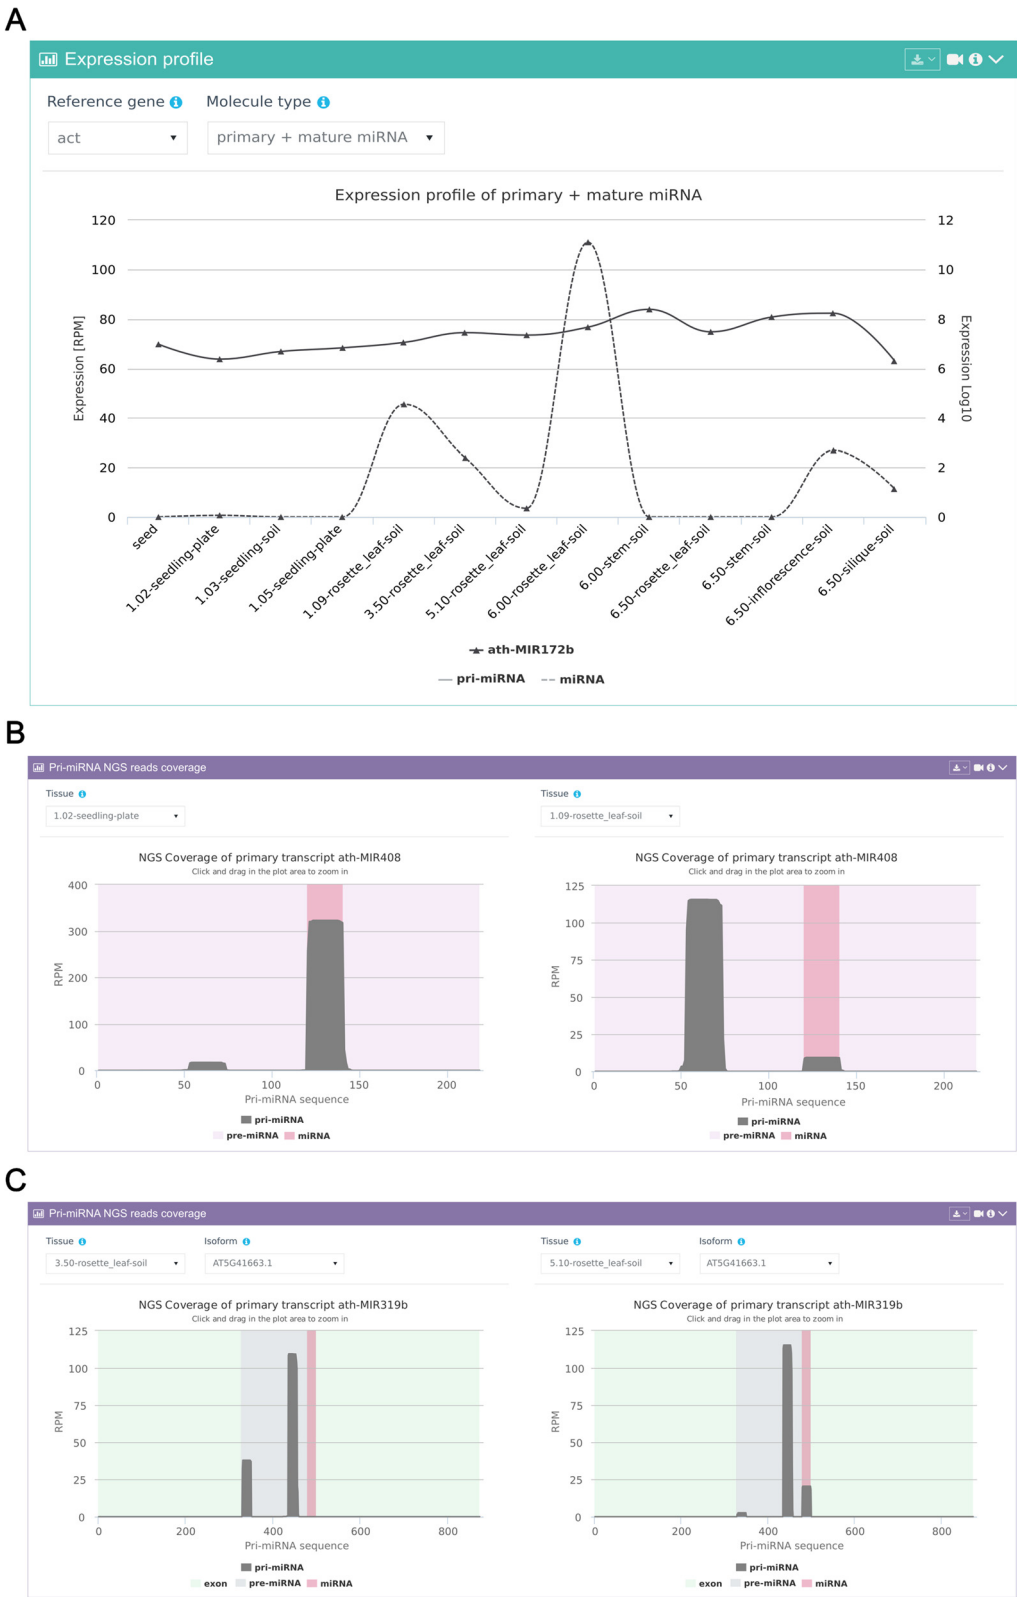 A
Expression profile
Reference gene Molecule type
act primary + mature miRNA
Expression profile of primary + mature miRNA
120 12
100 10
80 8
60 6
40 4
20 2
0 0
Expression [RPM]
Expression Log10
seed
1.02-seedling-plate
1.03-seedling-soil
1.05-seedling-plate
1.09-rosette_leaf-soil
3.50-rosette_leaf-soil
5.10-rosette_leaf-soil
6.00-rosette_leaf-soil
6.00-stem-soil
6.50-rosette_leaf-soil
6.50-stem-soil
6.50-inflorescence-soil
6.50-silique-soil
ath-MIR172b
pri-miRNA miRNA
B
Pri-miRNA NGS reads coverage
Tissue
1.02-seedling-plate
NGS Coverage of primary transcript ath-MIR408
Click and drag in the plot area to zoom in
400
300
200
100
0
RPM
0 50 100 150 200
Pri-miRNA sequence
pri-miRNA
pre-miRNA miRNA
Tissue
1.09-rosette_leaf-soil
NGS Coverage of primary transcript ath-MIR408
Click and drag in the plot area to zoom in
125
100
75
50
25
0
RPM
0 50 100 150 200
Pri-miRNA sequence
pri-miRNA
pre-miRNA miRNA
C
Pri-miRNA NGS reads coverage
Tissue Isoform
3.50-rosette_leaf-soil AT5G41663.1
NGS Coverage of primary transcript ath-MIR319b
Click and drag in the plot area to zoom in
125
100
75
50
25
0
RPM
0 200 400 600 800
Pri-miRNA sequence
pri-miRNA
exon pre-miRNA miRNA
Tissue Isoform
5.10-rosette_leaf-soil AT5G41663.1
NGS Coverage of primary transcript ath-MIR319b
Click and drag in the plot area to zoom in
125
100
75
50
25
0
RPM
0 200 400 600 800
Pri-miRNA sequence
pri-miRNA
exon pre-miRNA miRNA